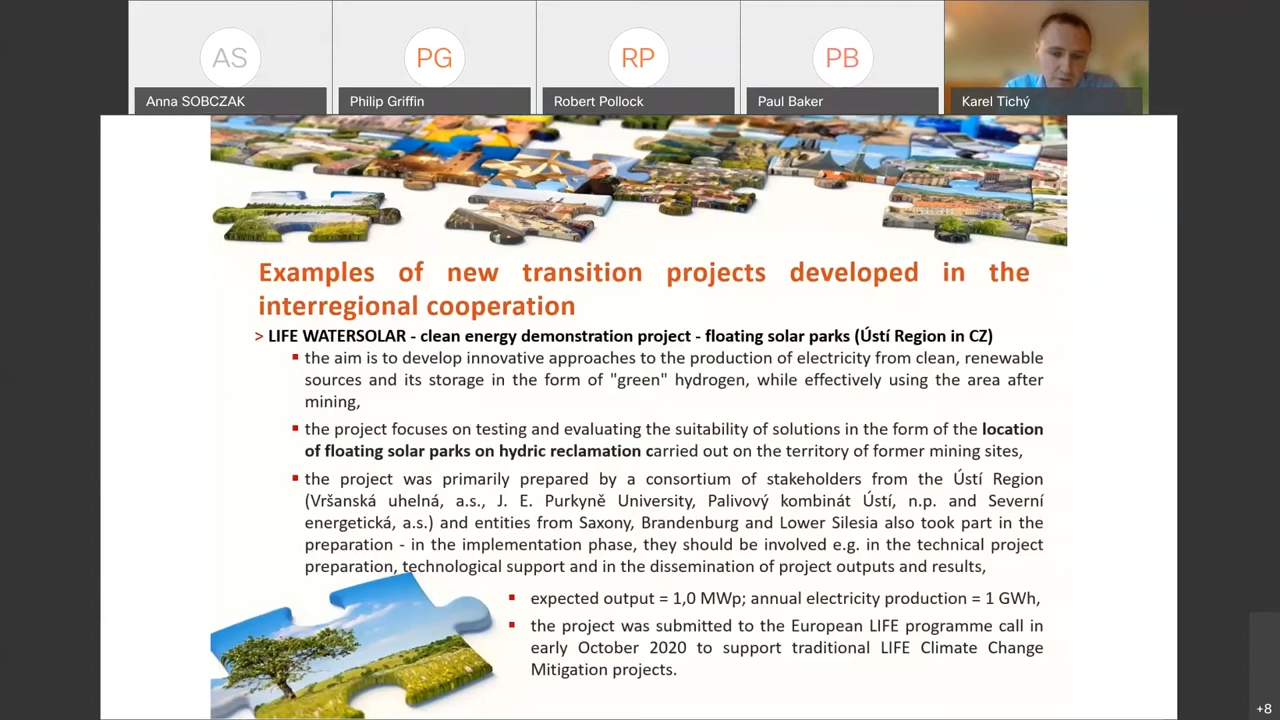 AS
PG
RP
PB
Anna SOBCZAK
Philip Griffin
Robert Pollock
Paul Baker
Karel Tichý
Examples of new transition projects developed in the
interregional cooperation
> LIFE WATERSOLAR - clean energy demonstration project - floating solar parks (Ústí Region in CZ)
▪ the aim is to develop innovative approaches to the production of electricity from clean, renewable
sources and its storage in the form of "green" hydrogen, while effectively using the area after
mining,
▪ the project focuses on testing and evaluating the suitability of solutions in the form of the location
of floating solar parks on hydric reclamation carried out on the territory of former mining sites,
▪ the project was primarily prepared by a consortium of stakeholders from the Ústí Region
(Vršanská uhelná, a.s., J. E. Purkyně University, Palivový kombinát Ústí, n.p. and Severní
energetická, a.s.) and entities from Saxony, Brandenburg and Lower Silesia also took part in the
preparation - in the implementation phase, they should be involved e.g. in the technical project
preparation, technological support and in the dissemination of project outputs and results,
▪ expected output = 1,0 MWp; annual electricity production = 1 GWh,
▪ the project was submitted to the European LIFE programme call in
early October 2020 to support traditional LIFE Climate Change
Mitigation projects.
+8